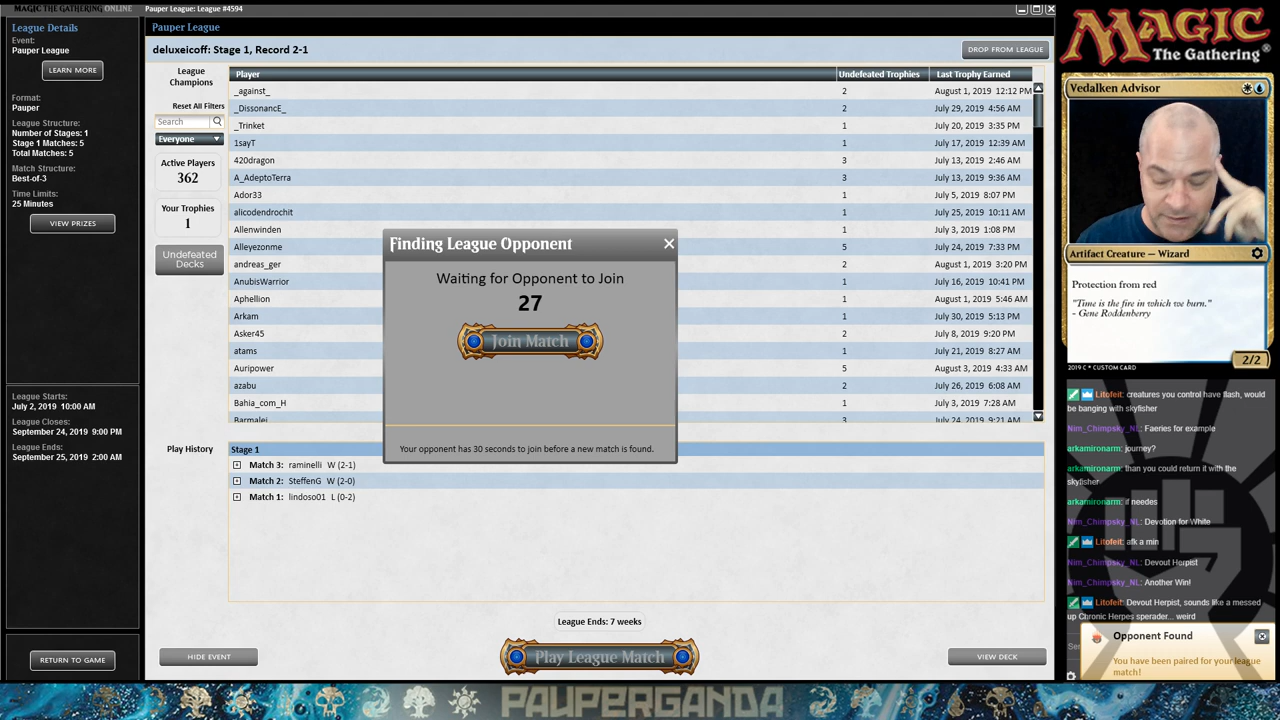 MAGIC THE GATHERING ONLINE
Pauper League: League #4594
League Details
Event:
Pauper League
LEARN MORE
Format:
Pauper
League Structure:
Number of Stages: 1
Stage 1 Matches: 5
Total Matches: 5
Match Structure:
Best-of-3
Time Limits:
25 Minutes
VIEW PRIZES
League Starts:
July 2, 2019 10:00 AM
League Closes:
September 24, 2019 9:00 PM
League Ends:
September 25, 2019 2:00 AM
RETURN TO GAME
Pauper League
deluxeicoff: Stage 1, Record 2-1
DROP FROM LEAGUE
League
Champions
Reset All Filters
Search
Everyone
Active Players
362
Your Trophies
1
Undefeated
Decks
Player Undefeated Trophies Last Trophy Earned
_against_ 2 August 1, 2019 12:12 PM
_DissonancE_ 2 July 29, 2019 4:56 AM
_Trinket 1 July 20, 2019 3:35 PM
1sayT 1 July 17, 2019 12:39 AM
420dragon 3 July 13, 2019 2:46 AM
A_AdeptoTerra 3 July 13, 2019 9:36 AM
Ador33 1 July 5, 2019 8:07 PM
alicodendrochit 1 July 25, 2019 10:11 AM
Allenwinden 1 July 3, 2019 1:08 PM
Alleyezonme 5 July 24, 2019 7:33 PM
andreas_ger 2 August 1, 2019 3:20 PM
AnubisWarrior 1 July 16, 2019 10:41 PM
Aphellion 1 August 1, 2019 5:46 AM
Arkam 1 July 30, 2019 5:13 PM
Asker45 2 July 8, 2019 9:20 PM
atams 1 July 21, 2019 8:27 AM
Auripower 5 August 3, 2019 4:33 AM
azabu 2 July 26, 2019 6:08 AM
Bahia_com_H 1 July 3, 2019 7:28 AM
Barmalei 3 July 24, 2019 9:21 AM
Finding League Opponent
Waiting for Opponent to Join
27
Join Match
Your opponent has 30 seconds to join before a new match is found.
Play History
Stage 1
Match 3: raminelli W (2-1)
Match 2: SteffenG W (2-0)
Match 1: lindoso01 L (0-2)
League Ends: 7 weeks
HIDE EVENT
Play League Match
VIEW DECK
MAGIC
The Gathering®
Vedalken Advisor
Artifact Creature — Wizard
Protection from red
"Time is the fire in which we burn."
- Gene Roddenberry
2/2
2019 C * CUSTOM CARD
Litofeit: creatures you control have flash, would
be banging with skyfisher
Nim_Chimpsky_NL: Faeries for example
arkamironarm: journey?
arkamironarm: than you could return it with the
skyfisher
arkamironarm: if needes
Nim_Chimpsky_NL: Devotion for White
Litofeit: afk a min
Nim_Chimpsky_NL: Devout Herpist
Nim_Chimpsky_NL: Another Win!
Litofeit: Devout Herpist, sounds like a messed
up Chronic Herpes sperader... weird
Opponent Found
You have been paired for your league
match!
PAUPERGANDA